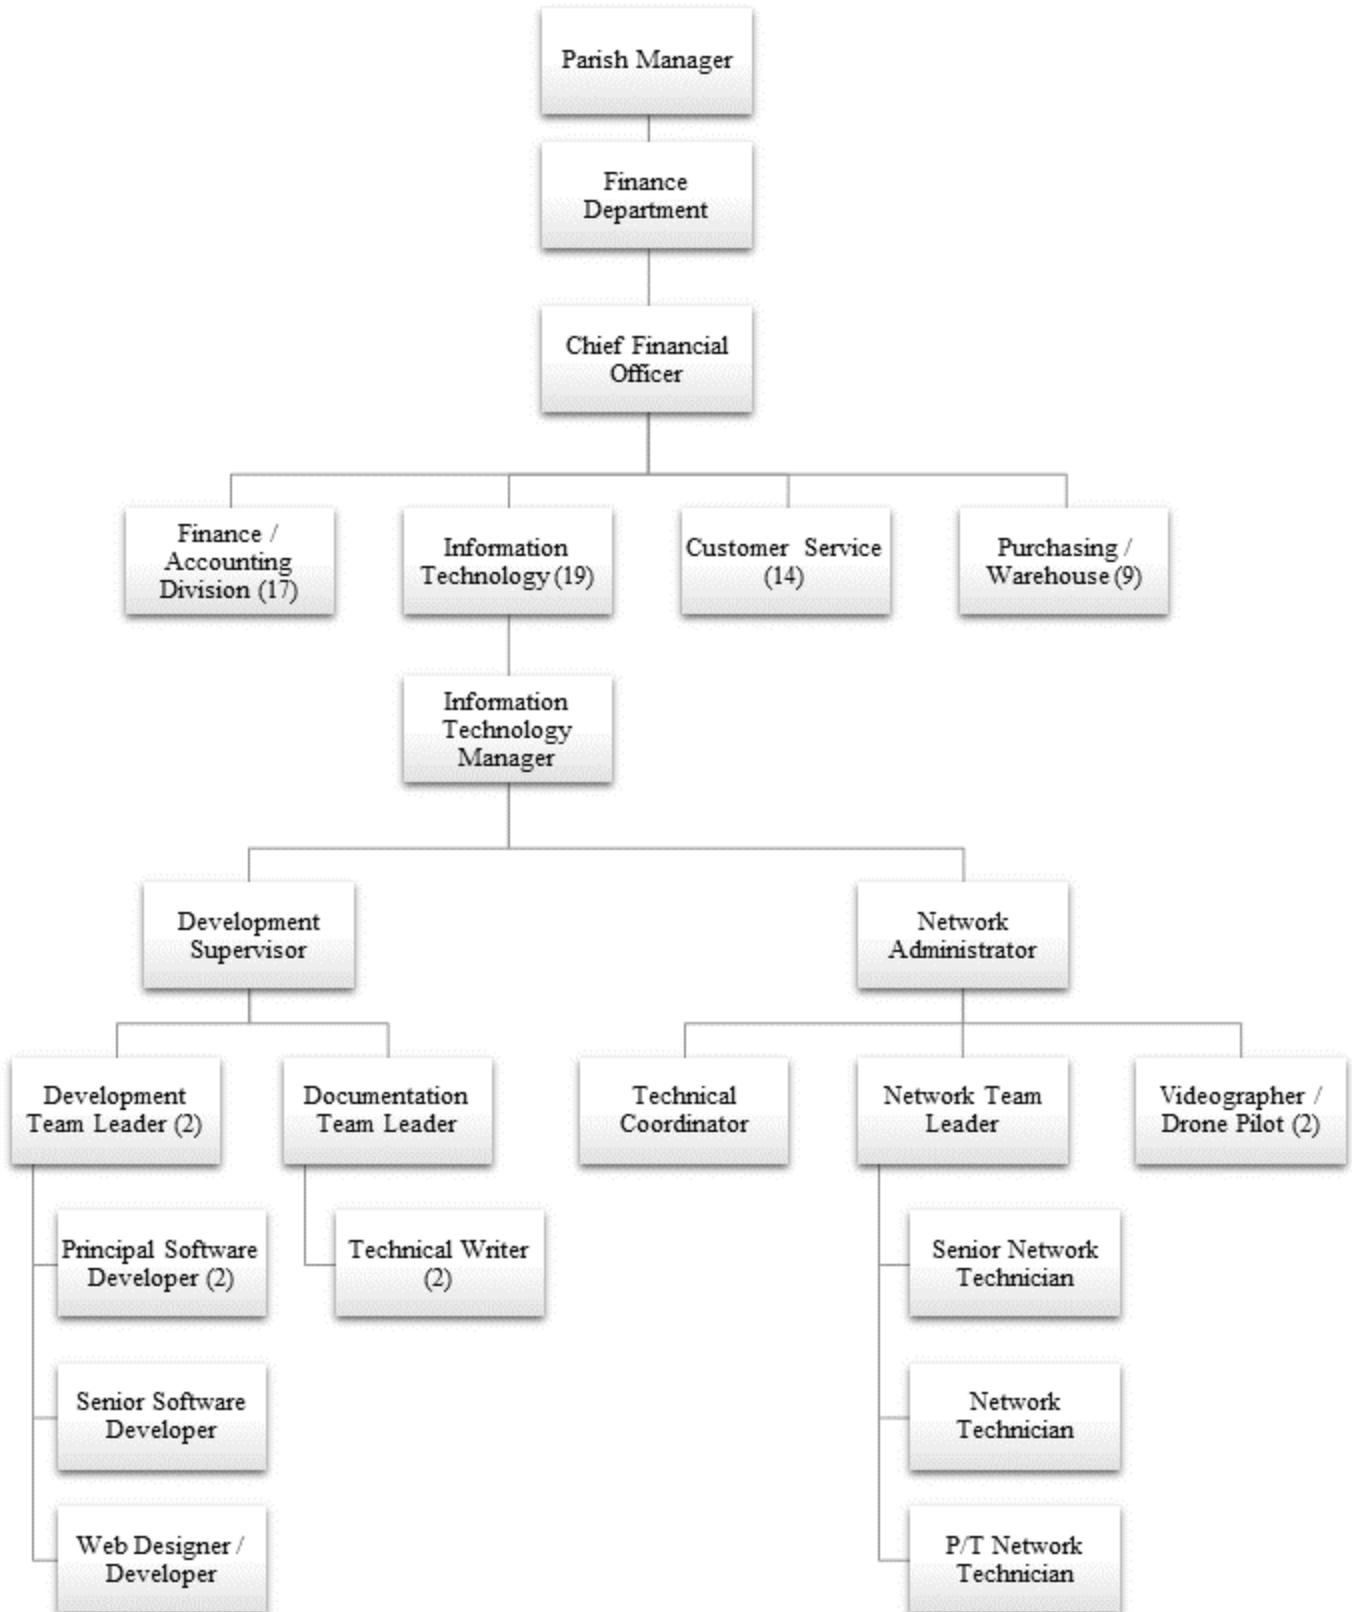 Parish Manager
Finance
Department
Chief Financial
Officer
Finance /
Accounting
Division (17)
Information
Technology (19)
Customer Service
(14)
Purchasing /
Warehouse (9)
Information
Technology
Manager
Development
Supervisor
Network
Administrator
Development
Team Leader (2)
Documentation
Team Leader
Technical
Coordinator
Network Team
Leader
Videographer /
Drone Pilot (2)
Principal Software
Developer (2)
Technical Writer
(2)
Senior Network
Technician
Senior Software
Developer
Network
Technician
Web Designer /
Developer
P/T Network
Technician